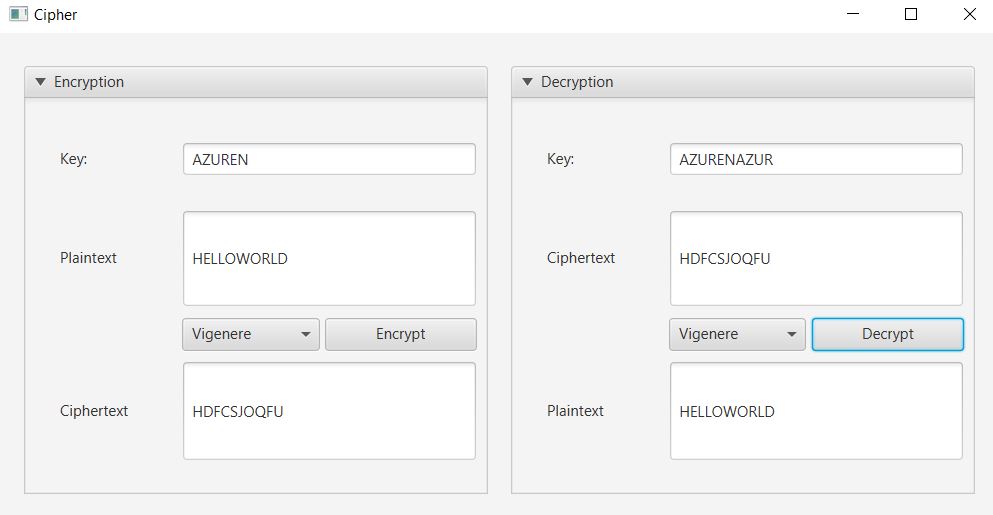 Cipher
Encryption
Key:
AZUREN
Plaintext
HELLOWORLD
Vigenere
Encrypt
Ciphertext
HDFCSJOQFU
Decryption
Key:
AZURENAZUR
Ciphertext
HDFCSJOQFU
Vigenere
Decrypt
Plaintext
HELLOWORLD